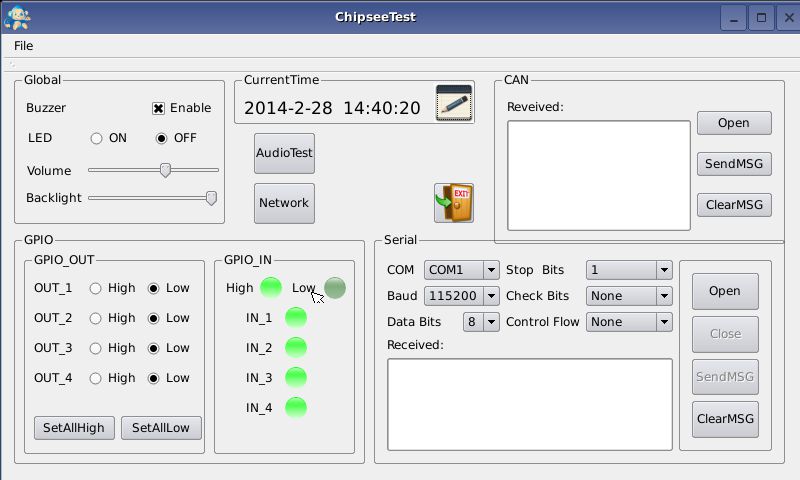 ChipseeTest
File
Global
Buzzer Enable
LED ON OFF
Volume
Backlight
CurrentTime
2014-2-28 14:40:20
AudioTest
Network
EXIT
CAN
Reveived:
Open
SendMSG
ClearMSG
GPIO
GPIO_OUT
OUT_1 High Low
OUT_2 High Low
OUT_3 High Low
OUT_4 High Low
SetAllHigh SetAllLow
GPIO_IN
High Low
IN_1
IN_2
IN_3
IN_4
Serial
COM COM1 Stop Bits 1
Baud 115200 Check Bits None
Data Bits 8 Control Flow None
Received:
Open
Close
SendMSG
ClearMSG